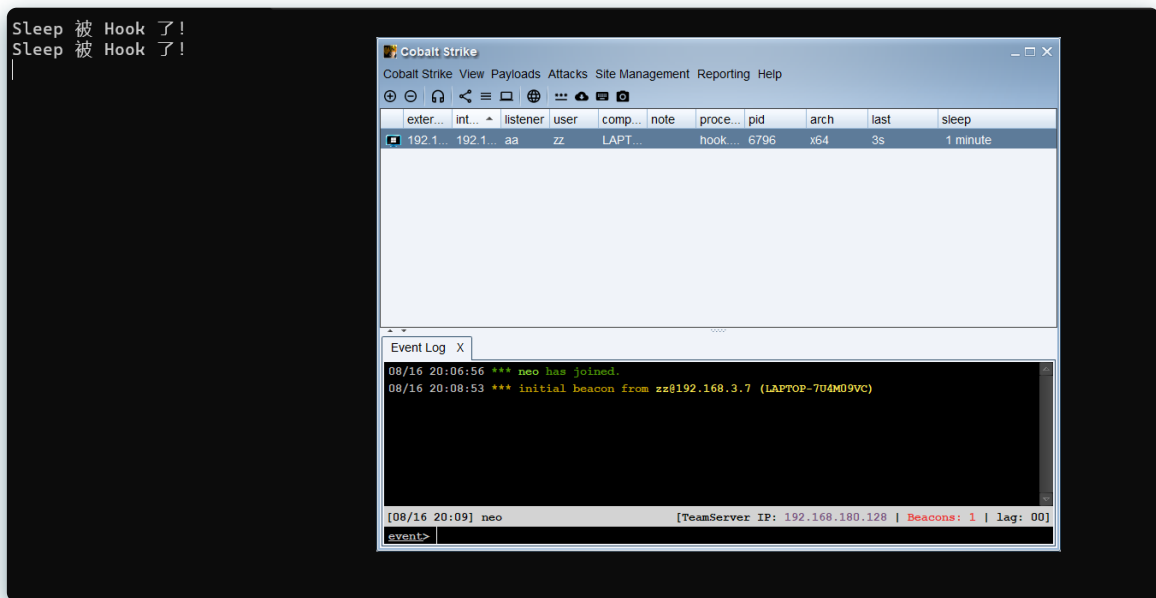 Sleep 被 Hook 了!
Sleep 被 Hook 了!
Cobalt Strike
Cobalt Strike View Payloads Attacks Site Management Reporting Help
exter... int... listener user comp... note proce... pid arch last sleep
192.1... 192.1... aa zz LAPT... hook.... 6796 x64 3s 1 minute
Event Log X
08/16 20:06:56 *** neo has joined.
08/16 20:08:53 *** initial beacon from zz@192.168.3.7 (LAPTOP-7U4M09VC)
[08/16 20:09] neo [TeamServer IP: 192.168.180.128 | Beacons: 1 | lag: 00]
event>